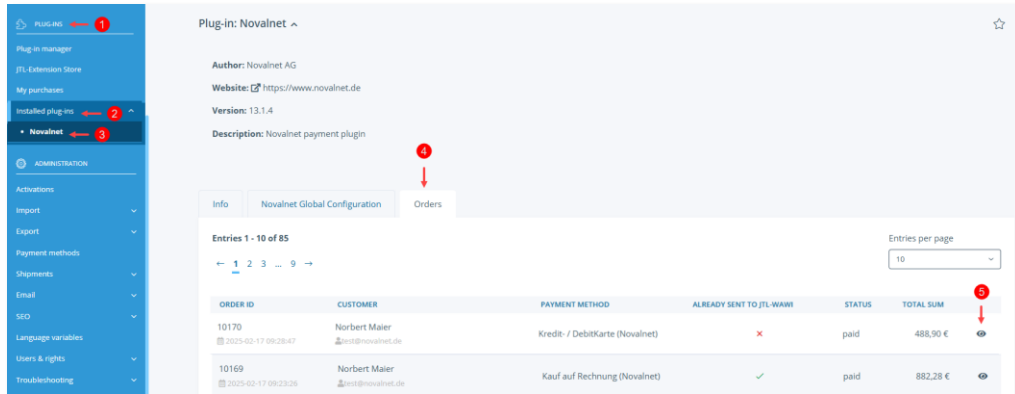 PLUG-INS
1
Plug-in manager
JTL-Extension Store
My purchases
Installed plug-ins
2
Novalnet
3
ADMINISTRATION
Activations
Import
Export
Payment methods
Shipments
Email
SEO
Language variables
Users & rights
Troubleshooting
Plug-in: Novalnet
Author: Novalnet AG
Website: https://www.novalnet.de
Version: 13.1.4
Description: Novalnet payment plugin
4
Info Novalnet Global Configuration Orders
Entries 1 - 10 of 85
Entries per page
← 1 2 3 ... 9 →
10
5
ORDER ID CUSTOMER PAYMENT METHOD ALREADY SENT TO JTL-WAWI STATUS TOTAL SUM
10170 Norbert Maier Kredit- / DebitKarte (Novalnet) paid 488,90 €
2025-02-17 09:28:47 test@novalnet.de
10169 Norbert Maier Kauf auf Rechnung (Novalnet) paid 882,28 €
2025-02-17 09:23:26 test@novalnet.de